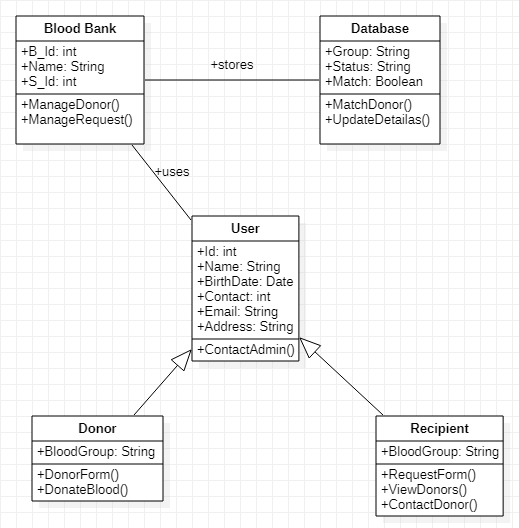 Blood Bank
+B_Id: int
+Name: String
+S_Id: int
+ManageDonor()
+ManageRequest()
+stores
Database
+Group: String
+Status: String
+Match: Boolean
+MatchDonor()
+UpdateDetailas()
+uses
User
+Id: int
+Name: String
+BirthDate: Date
+Contact: int
+Email: String
+Address: String
+ContactAdmin()
Donor
+BloodGroup: String
+DonorForm()
+DonateBlood()
Recipient
+BloodGroup: String
+RequestForm()
+ViewDonors()
+ContactDonor()